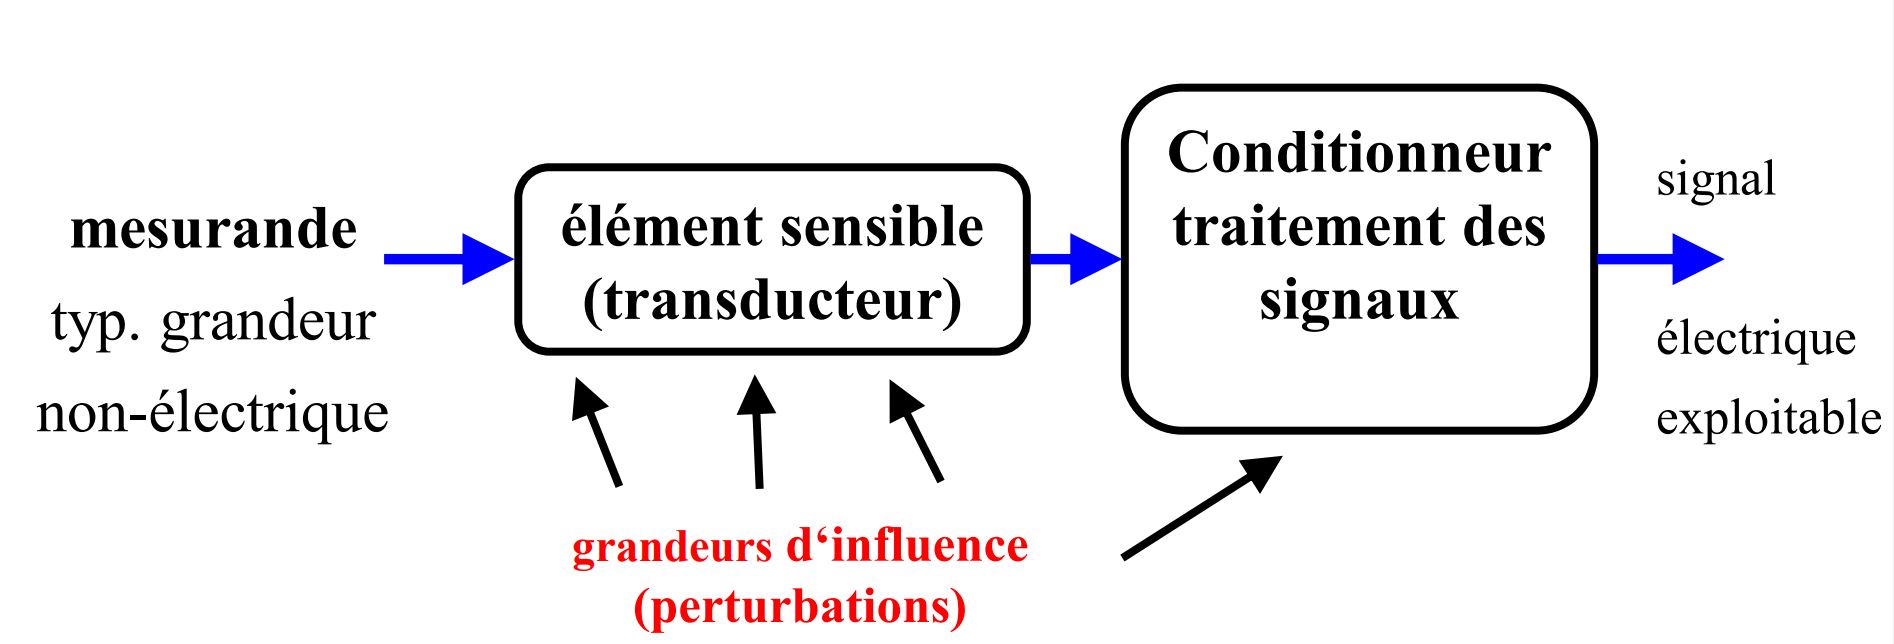 mesurande
typ. grandeur
non-électrique
élément sensible
(transducteur)
Conditionneur
traitement des
signaux
signal
électrique
exploitable
grandeurs d‘influence
(perturbations)